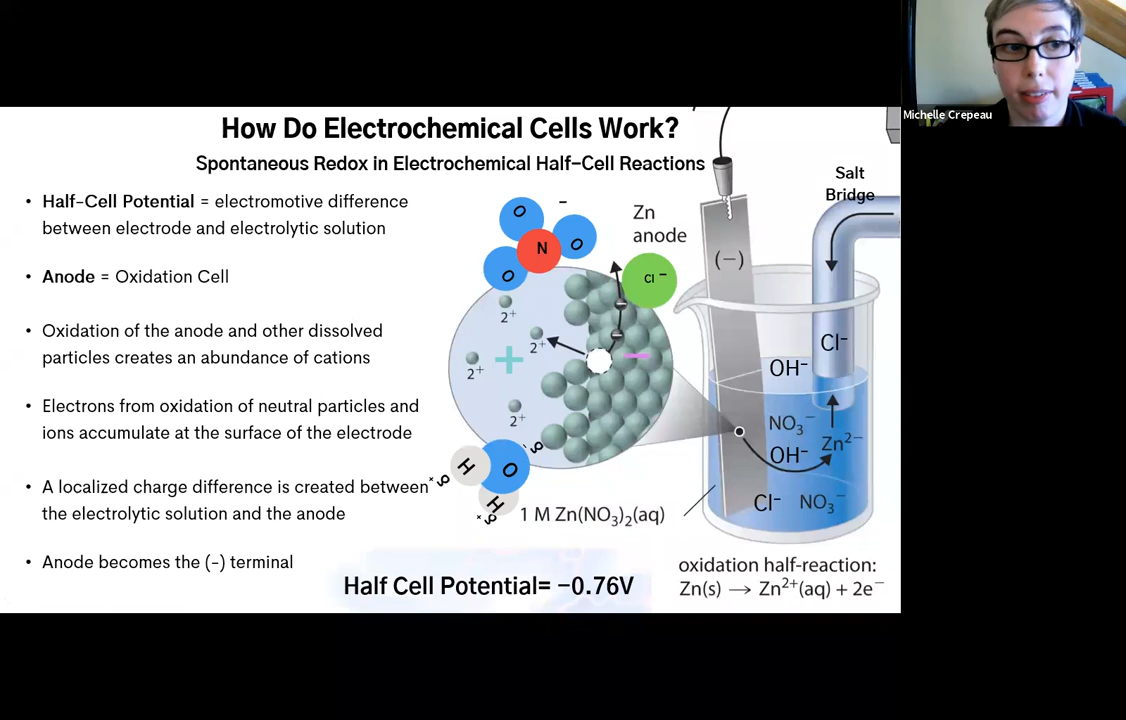 Michelle Crepeau
How Do Electrochemical Cells Work?
Spontaneous Redox in Electrochemical Half-Cell Reactions
• Half-Cell Potential = electromotive difference
between electrode and electrolytic solution
• Anode = Oxidation Cell
• Oxidation of the anode and other dissolved
particles creates an abundance of cations
• Electrons from oxidation of neutral particles and
ions accumulate at the surface of the electrode
• A localized charge difference is created between
the electrolytic solution and the anode
• Anode becomes the (-) terminal
O
-
O
N
O
Zn
anode
Cl⁻
2⁺
2⁺
+
−
2⁺
2⁺
H
O
H
δ⁻
δ⁺
δ⁺
1 M Zn(NO₃)₂(aq)
Half Cell Potential= −0.76V
Salt
Bridge
(−)
Cl⁻
OH⁻
NO₃⁻
Zn²⁻
OH⁻
Cl⁻ NO₃⁻
oxidation half-reaction:
Zn(s) → Zn²⁺(aq) + 2e⁻